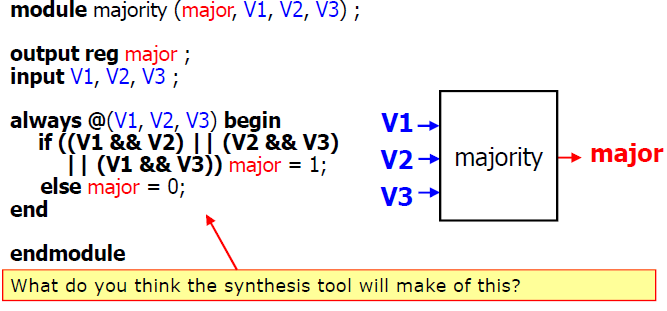 module majority (major, V1, V2, V3) ;
output reg major ;
input V1, V2, V3 ;
always @(V1, V2, V3) begin
if ((V1 && V2) || (V2 && V3)
|| (V1 && V3)) major = 1;
else major = 0;
end
endmodule
V1
V2
V3
majority
major
What do you think the synthesis tool will make of this?